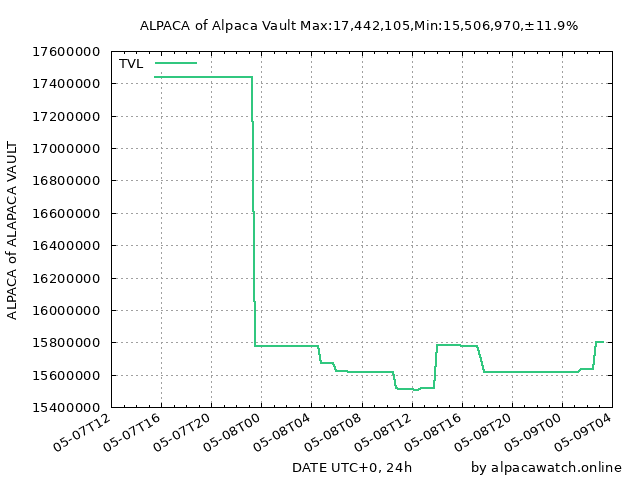 ALPACA of Alpaca Vault Max:17,442,105,Min:15,506,970,±11.9%
TVL
17600000
17400000
17200000
17000000
16800000
16600000
16400000
16200000
16000000
15800000
15600000
15400000
ALPACA of ALAPACA VAULT
05-07T12
05-07T16
05-07T20
05-08T00
05-08T04
05-08T08
05-08T12
05-08T16
05-08T20
05-09T00
05-09T04
DATE UTC+0, 24h
by alpacawatch.online